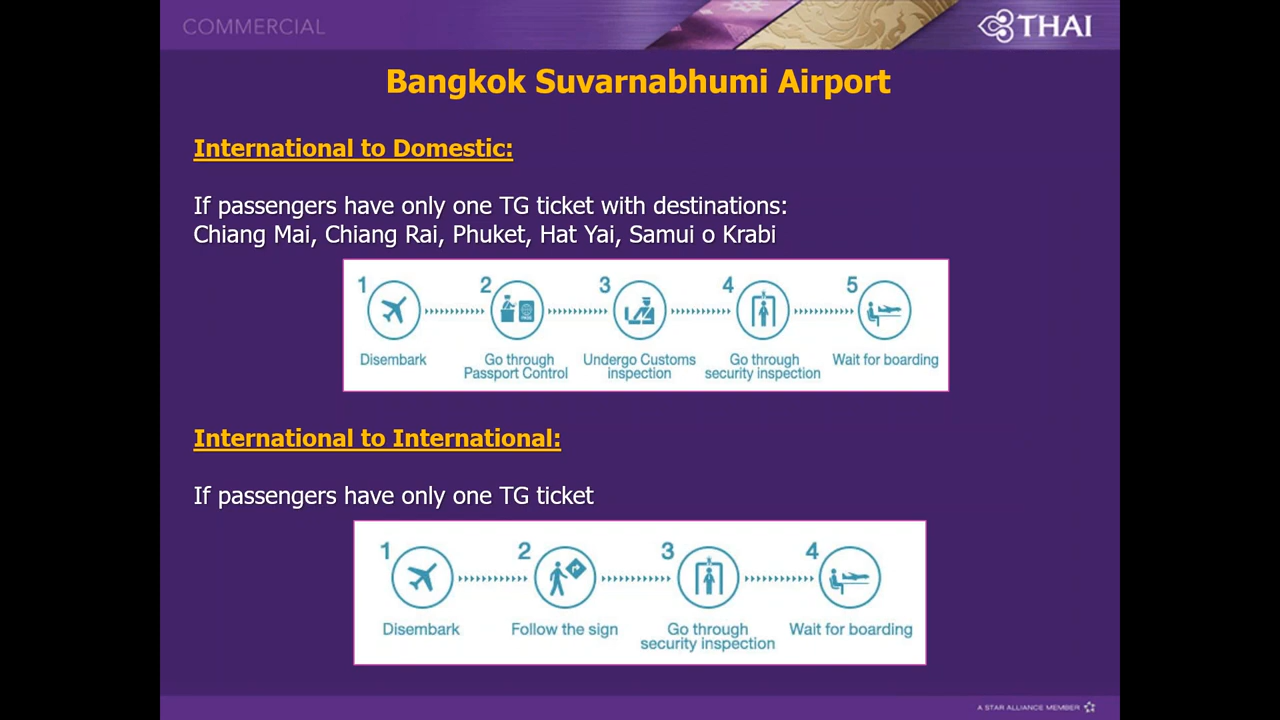 COMMERCIAL
THAI
Bangkok Suvarnabhumi Airport
International to Domestic:
If passengers have only one TG ticket with destinations:
Chiang Mai, Chiang Rai, Phuket, Hat Yai, Samui o Krabi
1 2 3 4 5
Disembark Go through Undergo Customs Go through Wait for boarding
Passport Control inspection security inspection
International to International:
If passengers have only one TG ticket
1 2 3 4
Disembark Follow the sign Go through Wait for boarding
security inspection
A STAR ALLIANCE MEMBER